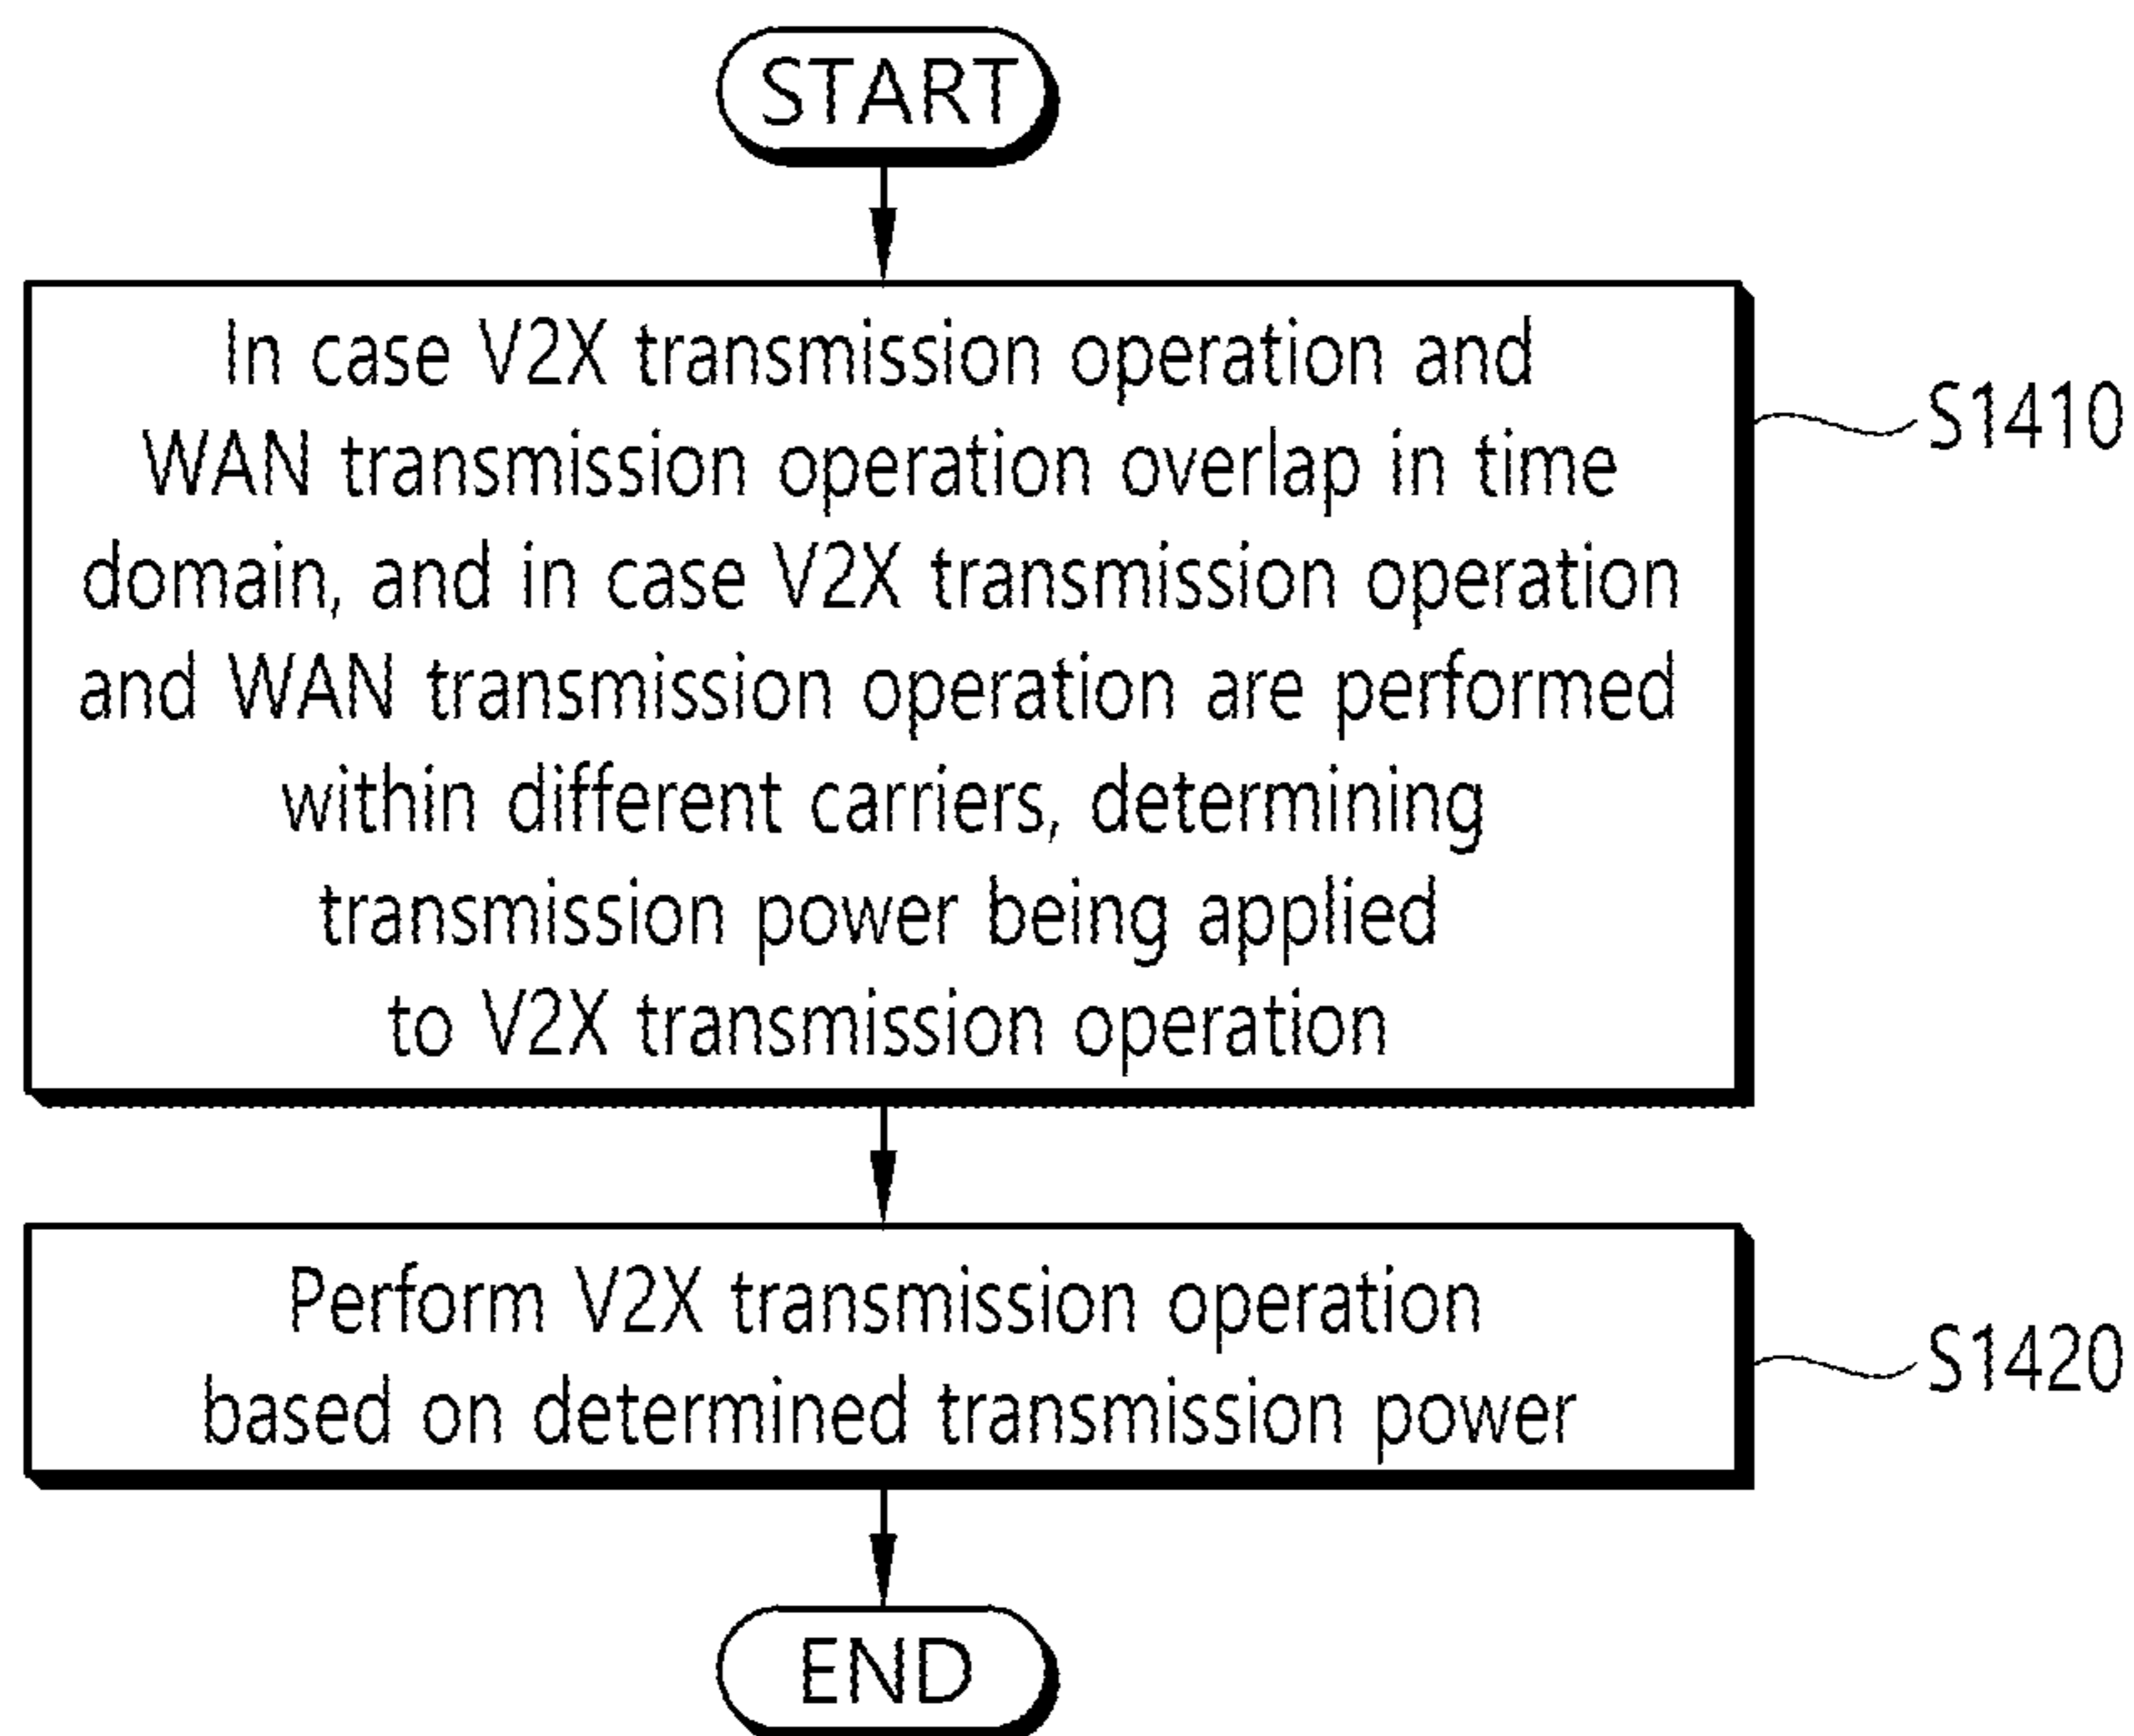 START
In case V2X transmission operation and
WAN transmission operation overlap in time
domain, and in case V2X transmission operation
and WAN transmission operation are performed
within different carriers, determining
transmission power being applied
to V2X transmission operation
S1410
Perform V2X transmission operation
based on determined transmission power
S1420
END